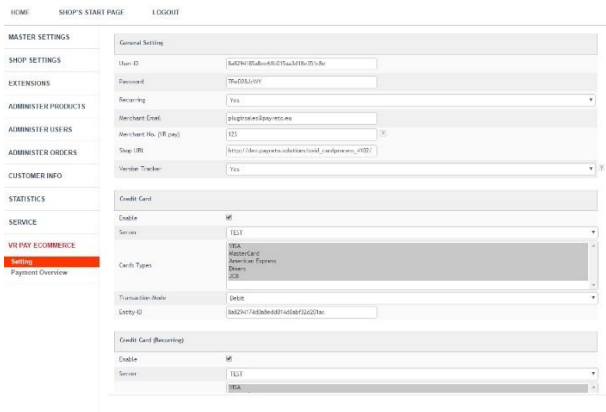 HOME SHOP'S START PAGE LOGOUT
MASTER SETTINGS
SHOP SETTINGS
EXTENSIONS
ADMINISTER PRODUCTS
ADMINISTER USERS
ADMINISTER ORDERS
CUSTOMER INFO
STATISTICS
SERVICE
VR PAY ECOMMERCE
Setting
Payment Overview
General Setting
User-ID
Password
Recurring Yes
Merchant Email pluginsales@payreto.eu
Merchant No. (VR pay) 123
Shop URL
Version Tracker Yes
Credit Card
Enable
Server TEST
Cards Types
VISA
MasterCard
American Express
Diners
JCB
Transaction-Mode Debit
Entity-ID
Credit Card (Recurring)
Enable
Server TEST
VISA